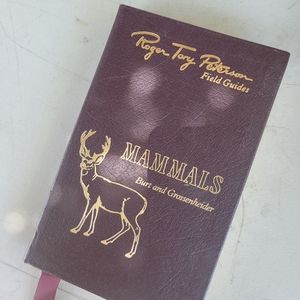 Roger Tory Peterson
Field Guides
MAMMALS
Burt and Grossenheider